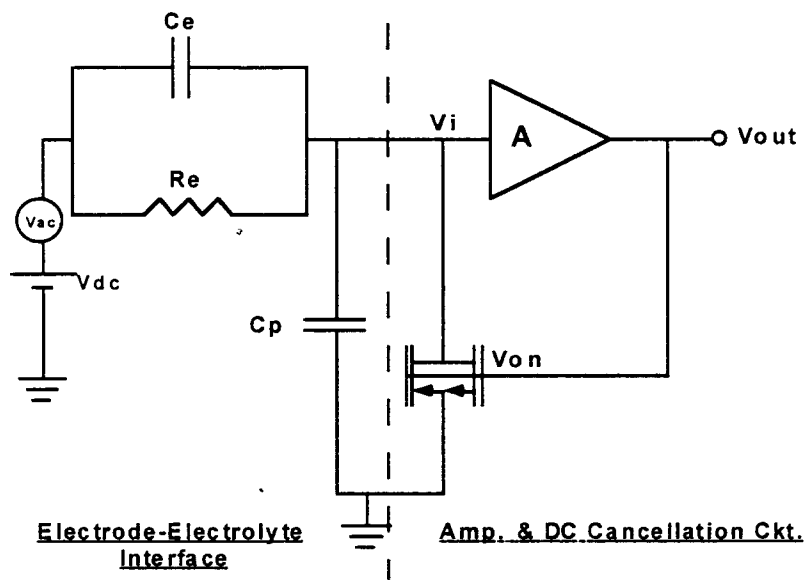 Ce
Vi
A
Vout
Re
Vac
Vdc
Cp
Von
Electrode-Electrolyte
Interface
Amp. & DC Cancellation Ckt.